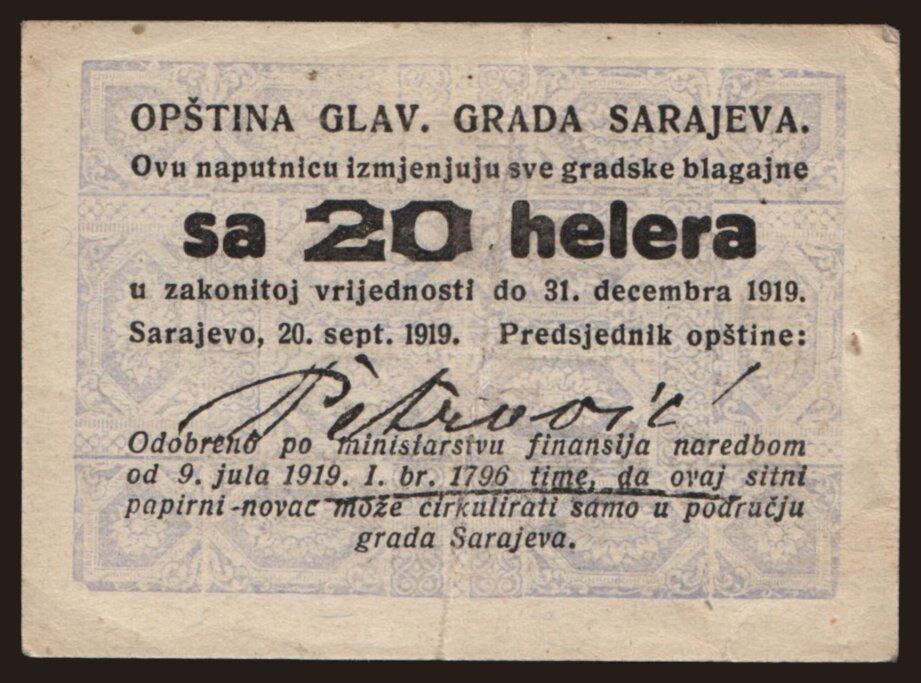 OPŠTINA GLAV. GRADA SARAJEVA.
Ovu naputnicu izmjenjuju sve gradske blagajne
sa 20 helera
u zakonitoj vrijednosti do 31. decembra 1919.
Sarajevo, 20. sept. 1919. Predsjednik opštine:
Petrović
Odobreno po ministarstvu finansija naredbom
od 9. jula 1919. I. br. 1796 time, da ovaj sitni
papirni-novac može cirkulirati samo u području
grada Sarajeva.